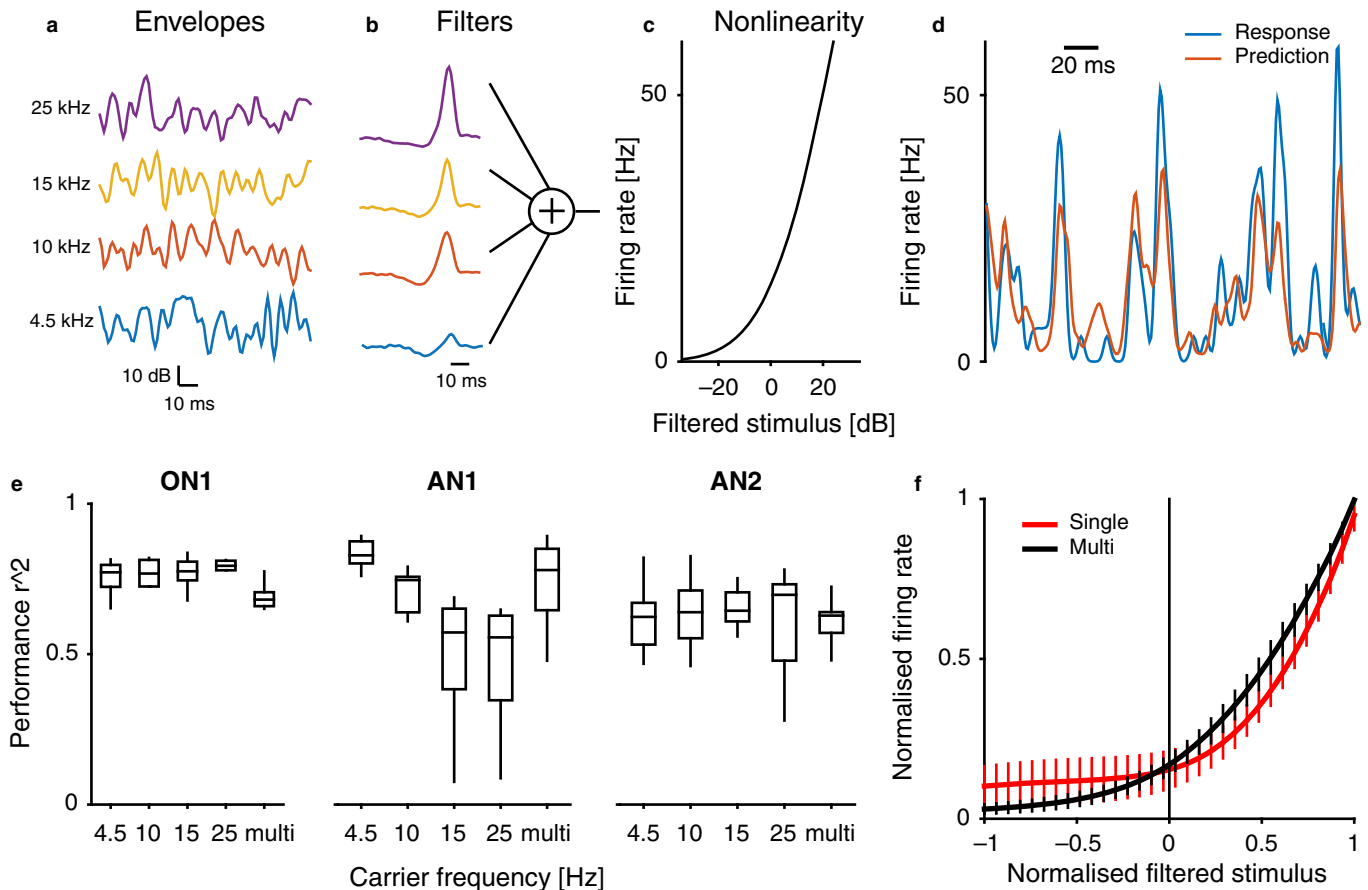 a Envelopes
25 kHz
15 kHz
10 kHz
4.5 kHz
10 dB
10 ms
b Filters
+
10 ms
c Nonlinearity
Firing rate [Hz]
50
0
−20 0 20
Filtered stimulus [dB]
d
20 ms
Response
Prediction
Firing rate [Hz]
50
0
e ON1 AN1 AN2
Performance r^2
1
0.5
0
4.5 10 15 25 multi
4.5 10 15 25 multi
4.5 10 15 25 multi
Carrier frequency [Hz]
f
Single
Multi
Normalised firing rate
1
0.5
0
−1 −0.5 0 0.5 1
Normalised filtered stimulus